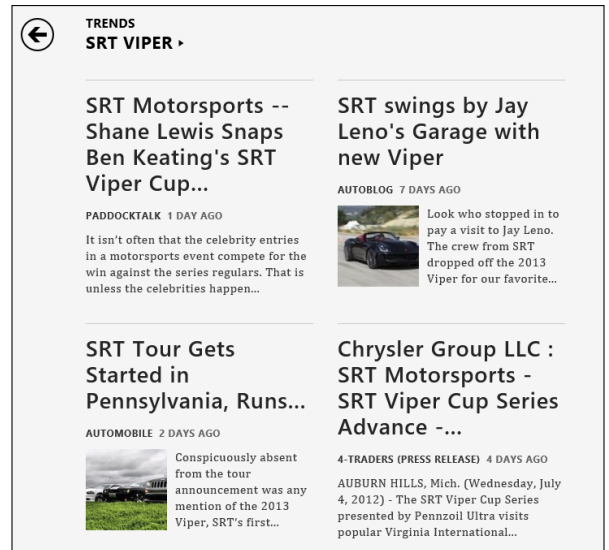 TRENDS
SRT VIPER ▸
SRT Motorsports --
Shane Lewis Snaps
Ben Keating's SRT
Viper Cup...
PADDOCKTALK 1 DAY AGO
It isn’t often that the celebrity entries
in a motorsports event compete for the
win against the series regulars. That is
unless the celebrities happen...
SRT swings by Jay
Leno's Garage with
new Viper
AUTOBLOG 7 DAYS AGO
Look who stopped in to
pay a visit to Jay Leno.
The crew from SRT
dropped off the 2013
Viper for our favorite...
SRT Tour Gets
Started in
Pennsylvania, Runs...
AUTOMOBILE 2 DAYS AGO
Conspicuously absent
from the tour
announcement was any
mention of the 2013
Viper, SRT’s first...
Chrysler Group LLC :
SRT Motorsports -
SRT Viper Cup Series
Advance -...
4-TRADERS (PRESS RELEASE) 4 DAYS AGO
AUBURN HILLS, Mich. (Wednesday, July
4, 2012) - The SRT Viper Cup Series
presented by Pennzoil Ultra visits
popular Virginia International...